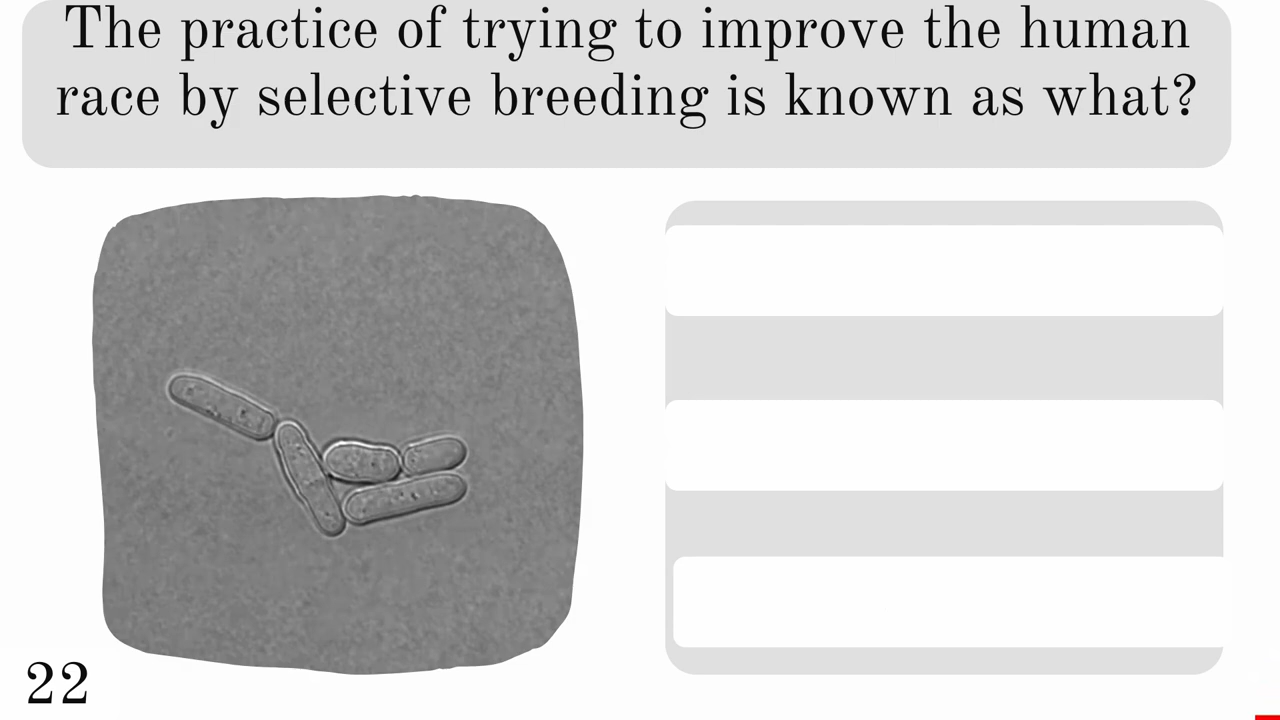 The practice of trying to improve the human
race by selective breeding is known as what?
22